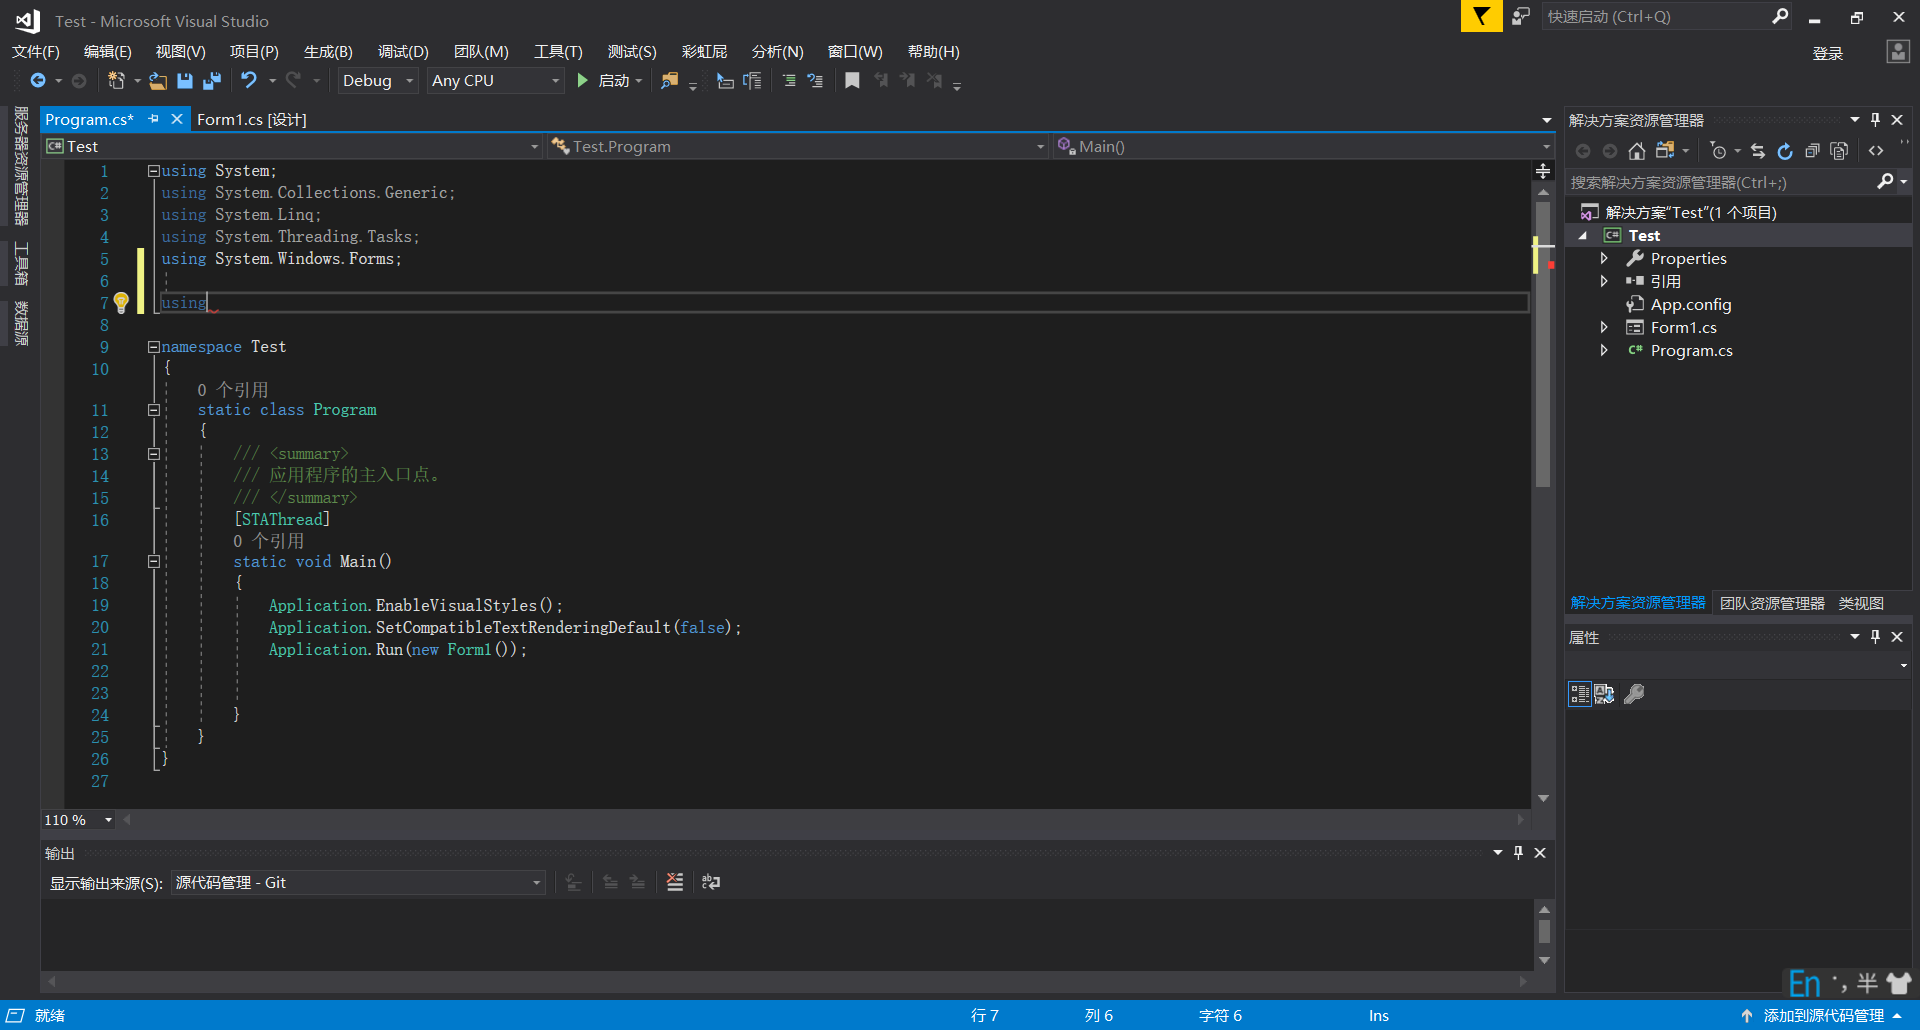 Test - Microsoft Visual Studio
快速启动 (Ctrl+Q)
文件(F) 编辑(E) 视图(V) 项目(P) 生成(B) 调试(D) 团队(M) 工具(T) 测试(S) 彩虹屁 分析(N) 窗口(W) 帮助(H)
登录
Debug Any CPU 启动
服务器资源管理器
工具箱
数据源
Program.cs* Form1.cs [设计]
Test Test.Program Main()
1 using System;
2 using System.Collections.Generic;
3 using System.Linq;
4 using System.Threading.Tasks;
5 using System.Windows.Forms;
6
7 using
8
9 namespace Test
10 {
0 个引用
11 static class Program
12 {
13 /// <summary>
14 /// 应用程序的主入口点。
15 /// </summary>
16 [STAThread]
0 个引用
17 static void Main()
18 {
19 Application.EnableVisualStyles();
20 Application.SetCompatibleTextRenderingDefault(false);
21 Application.Run(new Form1());
22
23
24 }
25 }
26 }
27
110 %
输出
显示输出来源(S): 源代码管理 - Git
解决方案资源管理器
搜索解决方案资源管理器(Ctrl+;)
解决方案"Test"(1 个项目)
Test
Properties
引用
App.config
Form1.cs
Program.cs
解决方案资源管理器 团队资源管理器 类视图
属性
En 半
就绪 行 7 列 6 字符 6 Ins 添加到源代码管理